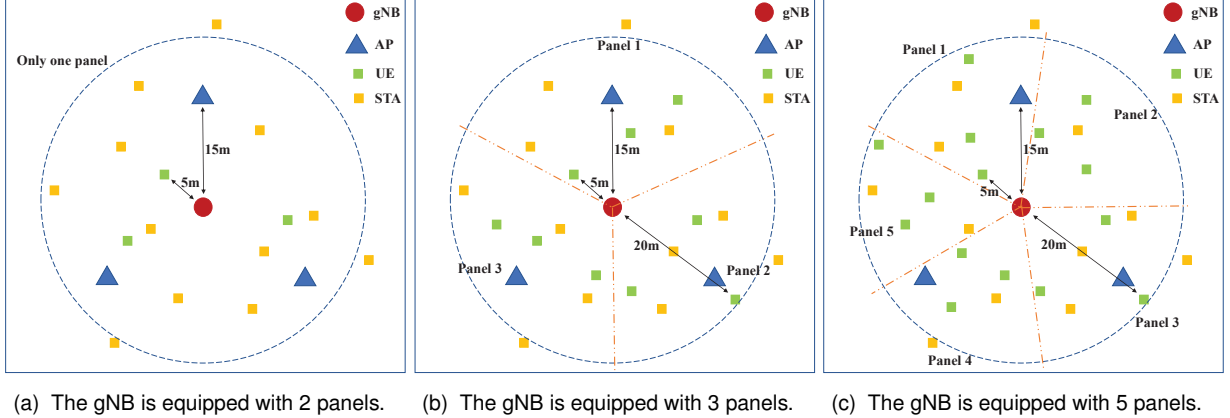 gNB
AP
UE
STA
Only one panel
15m
5m
(a) The gNB is equipped with 2 panels.
gNB
AP
UE
STA
Panel 1
15m
5m
20m
Panel 3
Panel 2
(b) The gNB is equipped with 3 panels.
gNB
AP
UE
STA
Panel 1
Panel 2
15m
5m
Panel 5
20m
Panel 3
Panel 4
(c) The gNB is equipped with 5 panels.